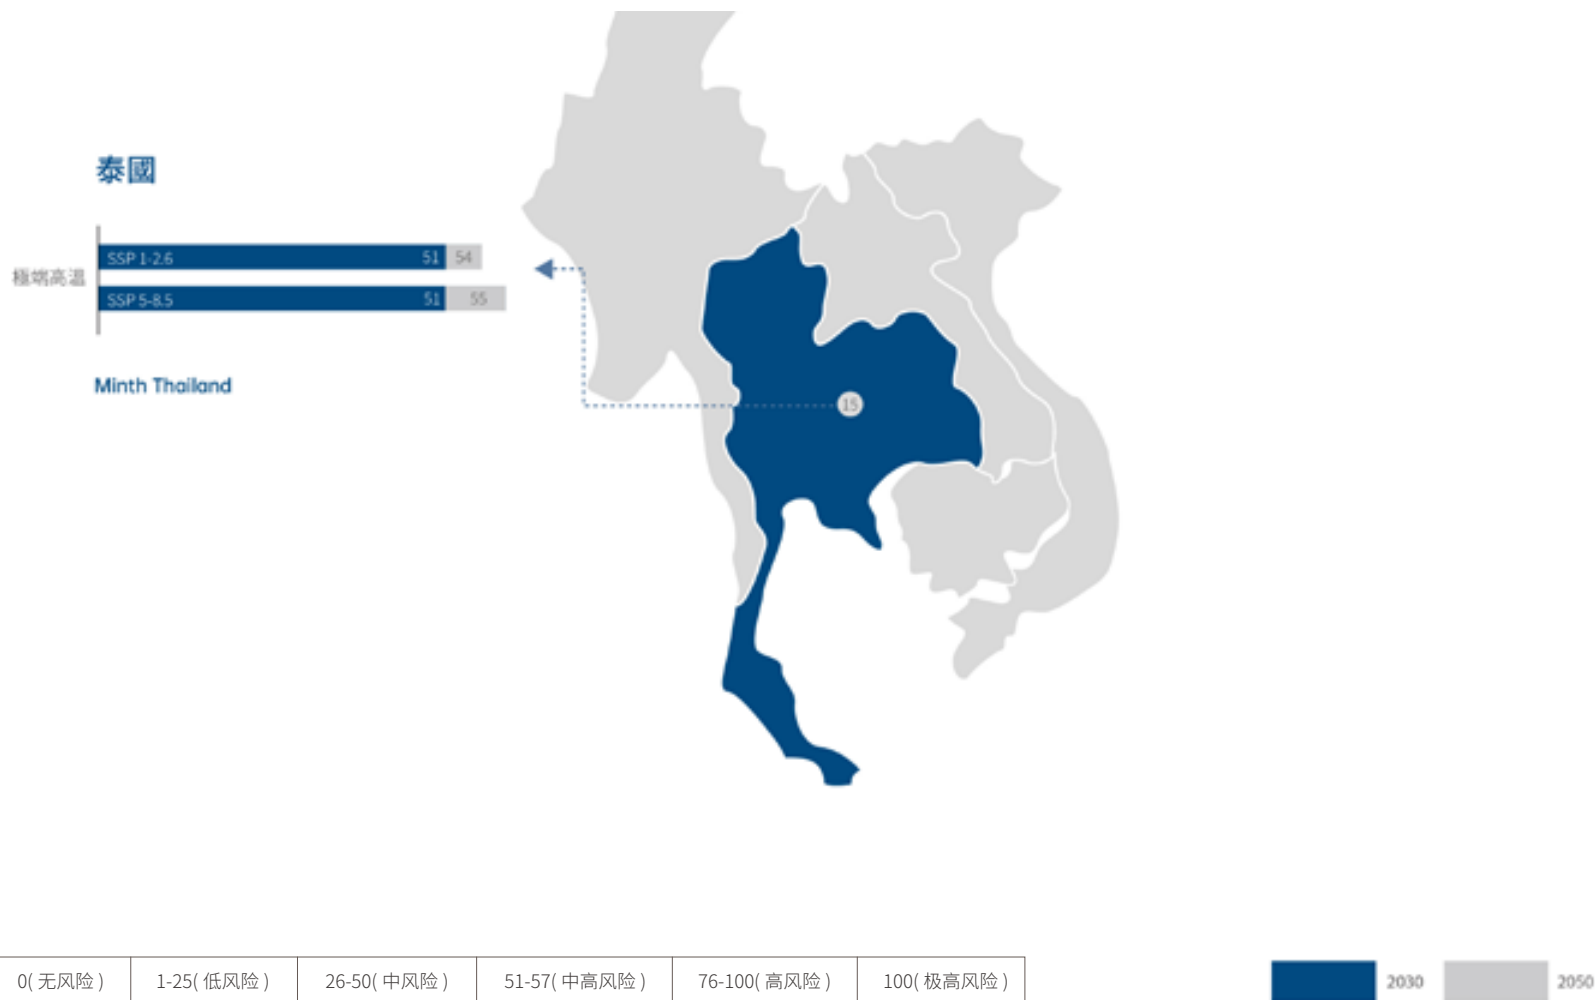 泰國
極端高温
SSP 1-2.6 51 54
SSP 5-8.5 51 55
Minth Thailand
15
0( 无风险 ) 1-25( 低风险 ) 26-50( 中风险 ) 51-57( 中高风险 ) 76-100( 高风险 ) 100( 极高风险 )
2030 2050